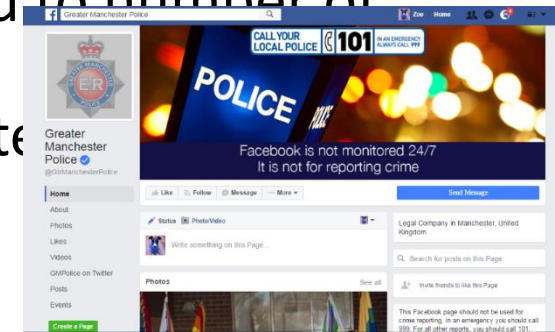 d to number of
Greater Manchester Police
Zoe Home
CALL YOUR
LOCAL POLICE
101
IN AN EMERGENCY
ALWAYS CALL 999
POLICE
Facebook is not monitored 24/7
It is not for reporting crime
E R
POLICE
Greater
Manchester
Police
@GtrManchesterPolice
Like Follow Message More
Send Message
Home
About
Photos
Likes
Videos
GMPolice on Twitter
Posts
Events
Create a Page
Status Photo/Video
Write something on this Page...
Photos See all
Legal Company in Manchester, United
Kingdom
Search for posts on this Page
Invite friends to like this Page
This Facebook page should not be used for
crime reporting. In an emergency you should call
999. For all other reports, you should call 101